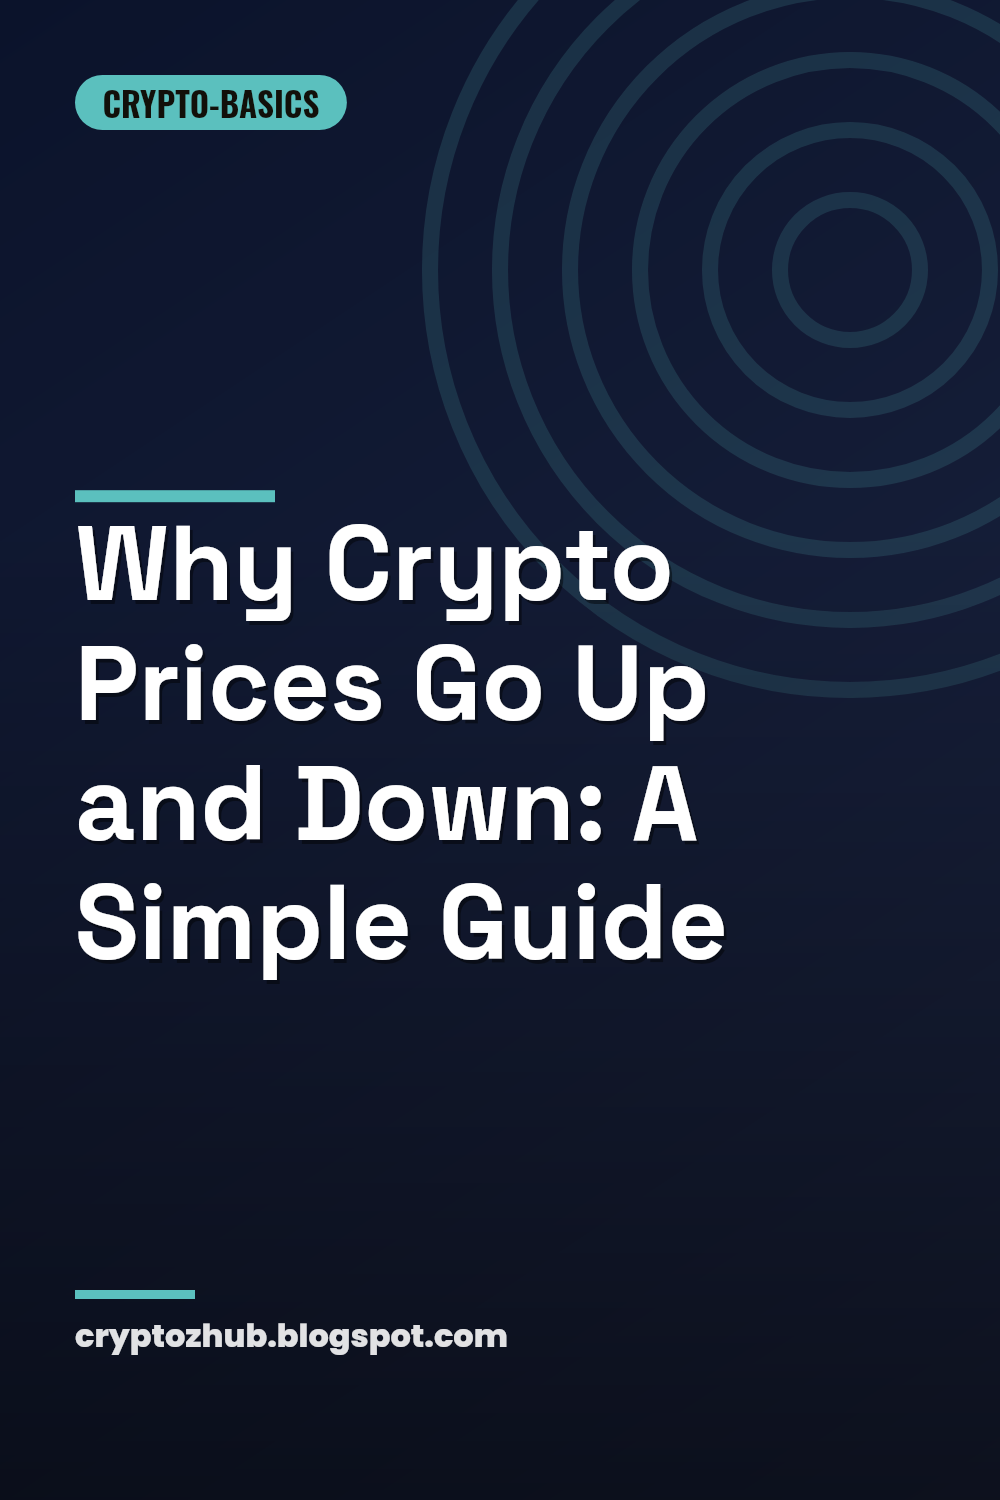 CRYPTO-BASICS
Why Crypto
Prices Go Up
and Down: A
Simple Guide
cryptozhub.blogspot.com